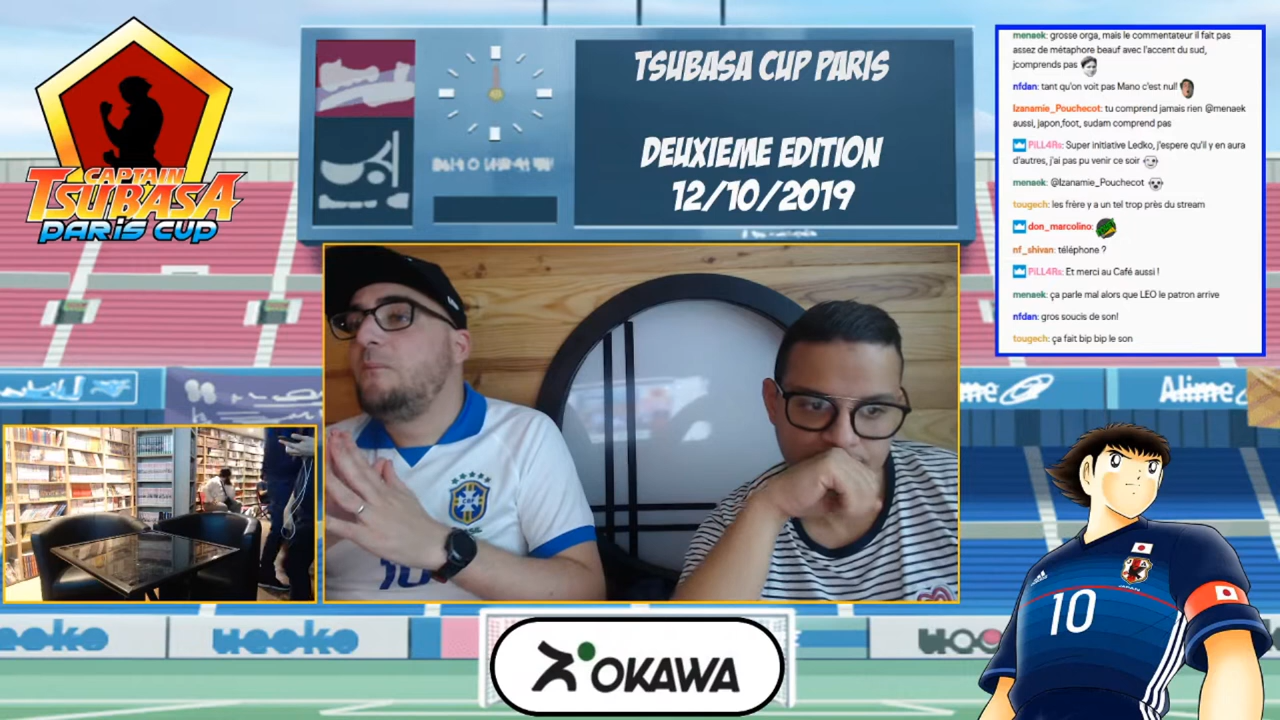 TSUBASA CUP PARIS
DEUXIEME EDITION
12/10/2019
CAPTAIN
TSUBASA
PARIS CUP
menaek: grosse orga, mais le commentateur il fait pas
assez de métaphore beauf avec l'accent du sud,
jcomprends pas
nfdan: tant qu'on voit pas Mano c'est nul!
Izanamie_Pouchecot: tu comprend jamais rien @menaek
aussi, japon,foot, sudam comprend pas
PiLL4Rs: Super initiative Ledko, j'espere qu'il y en aura
d'autres, j'ai pas pu venir ce soir
menaek: @Izanamie_Pouchecot
tougech: les frère y a un tel trop près du stream
don_marcolino:
nf_shivan: téléphone ?
PiLL4Rs: Et merci au Café aussi !
menaek: ça parle mal alors que LEO le patron arrive
nfdan: gros soucis de son!
tougech: ça fait bip bip le son
CBF
10
JAPAN
10
OKAWA